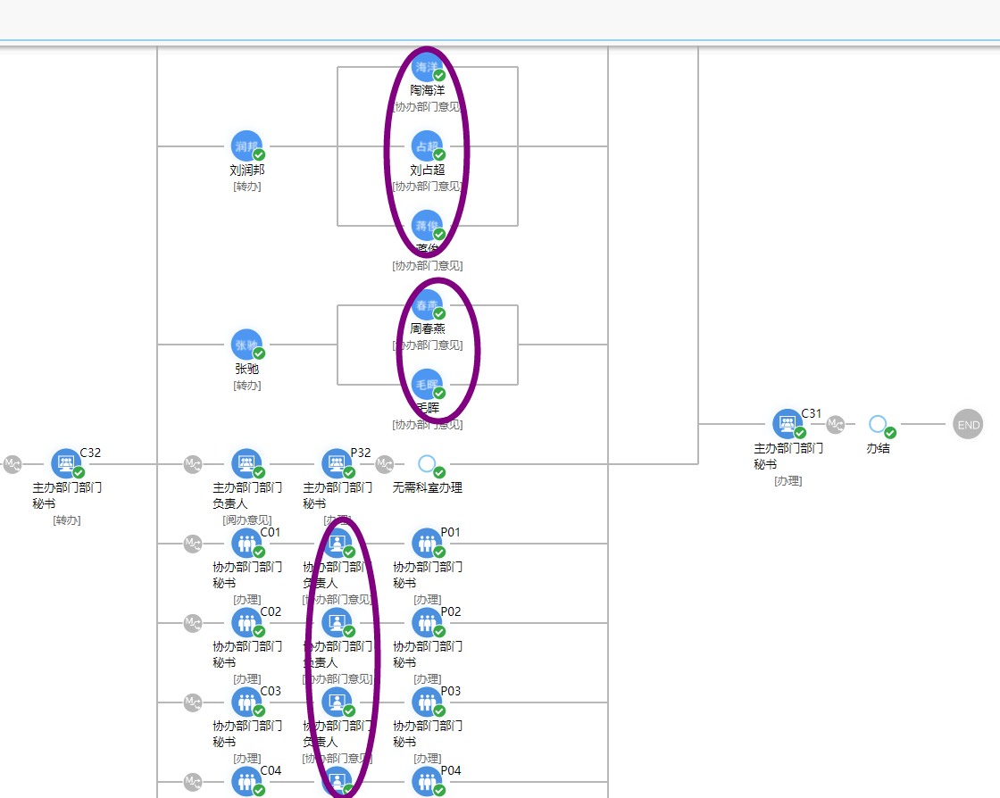 海洋
陶海洋
[协办部门意见]
润邦
占超
刘润邦
刘占超
[转办]
[协办部门意见]
蒋俊
蒋俊
[协办部门意见]
春燕
周春燕
张驰
[协办部门意见]
张驰
[转办]
毛晖
毛晖
[协办部门意见]
C31
END
主办部门部门
秘书
[办理]
办结
C32
P32
主办部门部门
秘书
[转办]
主办部门部门
负责人
[阅办意见]
主办部门部门
秘书
[办理]
无需科室办理
C01
P01
协办部门部门
秘书
[办理]
协办部门部门
负责人
[协办部门意见]
协办部门部门
秘书
[办理]
C02
P02
协办部门部门
秘书
[办理]
协办部门部门
负责人
[协办部门意见]
协办部门部门
秘书
[办理]
C03
P03
协办部门部门
秘书
[办理]
协办部门部门
负责人
[协办部门意见]
协办部门部门
秘书
[办理]
C04
P04